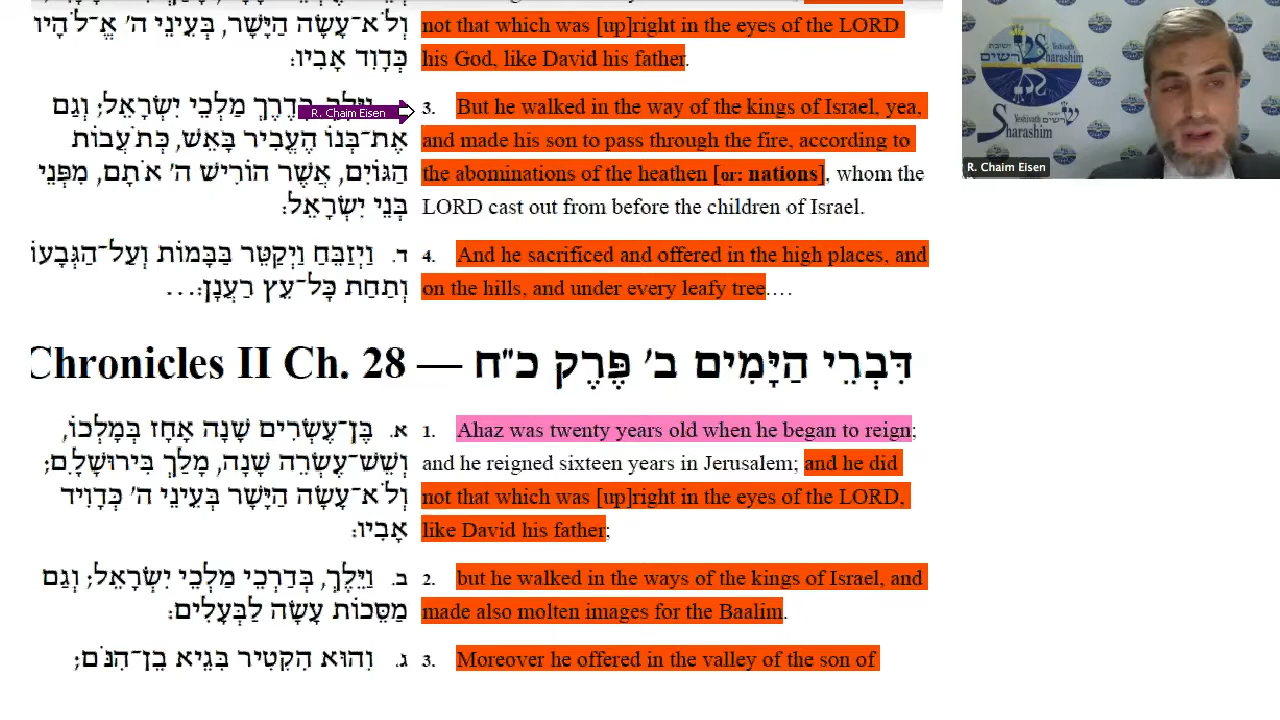 וְלֹא־עָשָׂה הַיָּשָׁר, בְּעֵינֵי ה' אֱ־לֹהָיו
כְּדָוִד אָבִיו:
not that which was [up]right in the eyes of the LORD
his God, like David his father.
בְּדֶרֶךְ מַלְכֵי יִשְׂרָאֵל; וְגַם
אֶת־בְּנוֹ הֶעֱבִיר בָּאֵשׁ, כְּתֹעֲבוֹת
הַגּוֹיִם, אֲשֶׁר הוֹרִישׁ ה' אֹתָם, מִפְּנֵי
בְּנֵי יִשְׂרָאֵל:
R. Chaim Eisen
3. But he walked in the way of the kings of Israel, yea,
and made his son to pass through the fire, according to
the abominations of the heathen [or: nations], whom the
LORD cast out from before the children of Israel.
ד. וַיְזַבֵּחַ וַיְקַטֵּר בַּבָּמוֹת וְעַל־הַגְּבָעוֹ
וְתַחַת כָּל־עֵץ רַעֲנָן:…
4. And he sacrificed and offered in the high places, and
on the hills, and under every leafy tree….
Chronicles II Ch. 28 — דִּבְרֵי הַיָּמִים ב' פֶּרֶק כ"ח
א. בֶּן־עֶשְׂרִים שָׁנָה אָחָז בְּמָלְכוֹ,
וְשֵׁשׁ־עֶשְׂרֵה שָׁנָה, מָלַךְ בִּירוּשָׁלָ͏ִם;
וְלֹא־עָשָׂה הַיָּשָׁר בְּעֵינֵי ה' כְּדָוִיד
אָבִיו:
1. Ahaz was twenty years old when he began to reign;
and he reigned sixteen years in Jerusalem; and he did
not that which was [up]right in the eyes of the LORD,
like David his father;
ב. וַיֵּלֶךְ, בְּדַרְכֵי מַלְכֵי יִשְׂרָאֵל; וְגַם
מַסֵּכוֹת עָשָׂה לַבְּעָלִים:
2. but he walked in the ways of the kings of Israel, and
made also molten images for the Baalim.
ג. וְהוּא הִקְטִיר בְּגֵיא בֶן־הִנֹּם;
3. Moreover he offered in the valley of the son of
Yeshivath
Sharashim
ישיבת
שרשים
Yeshivath
Sharashim
R. Chaim Eisen